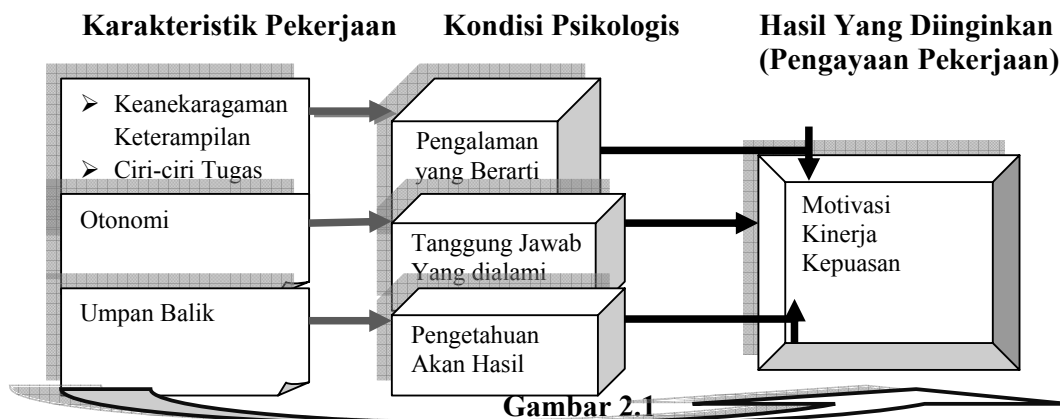 Karakteristik Pekerjaan
Kondisi Psikologis
Hasil Yang Diinginkan
(Pengayaan Pekerjaan)
➢ Keanekaragaman
Keterampilan
➢ Ciri-ciri Tugas
Pengalaman
yang Berarti
Otonomi
Tanggung Jawab
Yang dialami
Umpan Balik
Pengetahuan
Akan Hasil
Motivasi
Kinerja
Kepuasan
Gambar 2.1